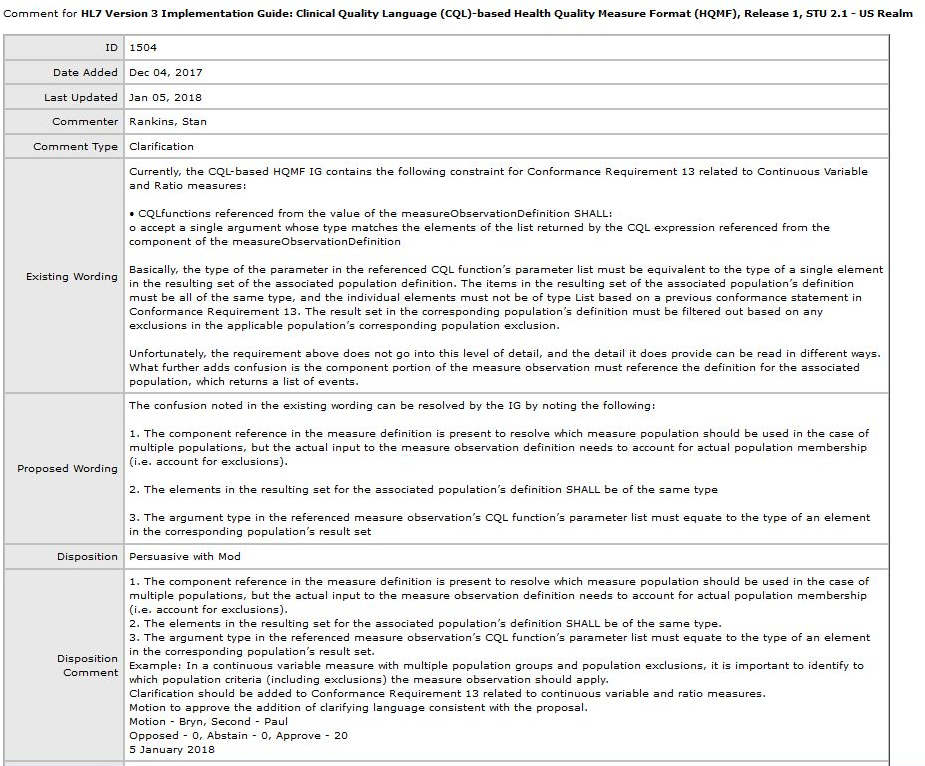 Comment for HL7 Version 3 Implementation Guide: Clinical Quality Language (CQL)-based Health Quality Measure Format (HQMF), Release 1, STU 2.1 - US Realm
ID 1504
Date Added Dec 04, 2017
Last Updated Jan 05, 2018
Commenter Rankins, Stan
Comment Type Clarification
Existing Wording
Currently, the CQL-based HQMF IG contains the following constraint for Conformance Requirement 13 related to Continuous Variable
and Ratio measures:
• CQLfunctions referenced from the value of the measureObservationDefinition SHALL:
o accept a single argument whose type matches the elements of the list returned by the CQL expression referenced from the
component of the measureObservationDefinition
Basically, the type of the parameter in the referenced CQL function's parameter list must be equivalent to the type of a single element
in the resulting set of the associated population definition. The items in the resulting set of the associated population's definition
must be all of the same type, and the individual elements must not be of type List based on a previous conformance statement in
Conformance Requirement 13. The result set in the corresponding population's definition must be filtered out based on any
exclusions in the applicable population's corresponding population exclusion.
Unfortunately, the requirement above does not go into this level of detail, and the detail it does provide can be read in different ways.
What further adds confusion is the component portion of the measure observation must reference the definition for the associated
population, which returns a list of events.
Proposed Wording
The confusion noted in the existing wording can be resolved by the IG by noting the following:
1. The component reference in the measure definition is present to resolve which measure population should be used in the case of
multiple populations, but the actual input to the measure observation definition needs to account for actual population membership
(i.e. account for exclusions).
2. The elements in the resulting set for the associated population's definition SHALL be of the same type
3. The argument type in the referenced measure observation's CQL function's parameter list must equate to the type of an element
in the corresponding population's result set
Disposition Persuasive with Mod
Disposition
Comment
1. The component reference in the measure definition is present to resolve which measure population should be used in the case of
multiple populations, but the actual input to the measure observation definition needs to account for actual population membership
(i.e. account for exclusions).
2. The elements in the resulting set for the associated population's definition SHALL be of the same type.
3. The argument type in the referenced measure observation's CQL function's parameter list must equate to the type of an element
in the corresponding population's result set.
Example: In a continuous variable measure with multiple population groups and population exclusions, it is important to identify to
which population criteria (including exclusions) the measure observation should apply.
Clarification should be added to Conformance Requirement 13 related to continuous variable and ratio measures.
Motion to approve the addition of clarifying language consistent with the proposal.
Motion - Bryn, Second - Paul
Opposed - 0, Abstain - 0, Approve - 20
5 January 2018